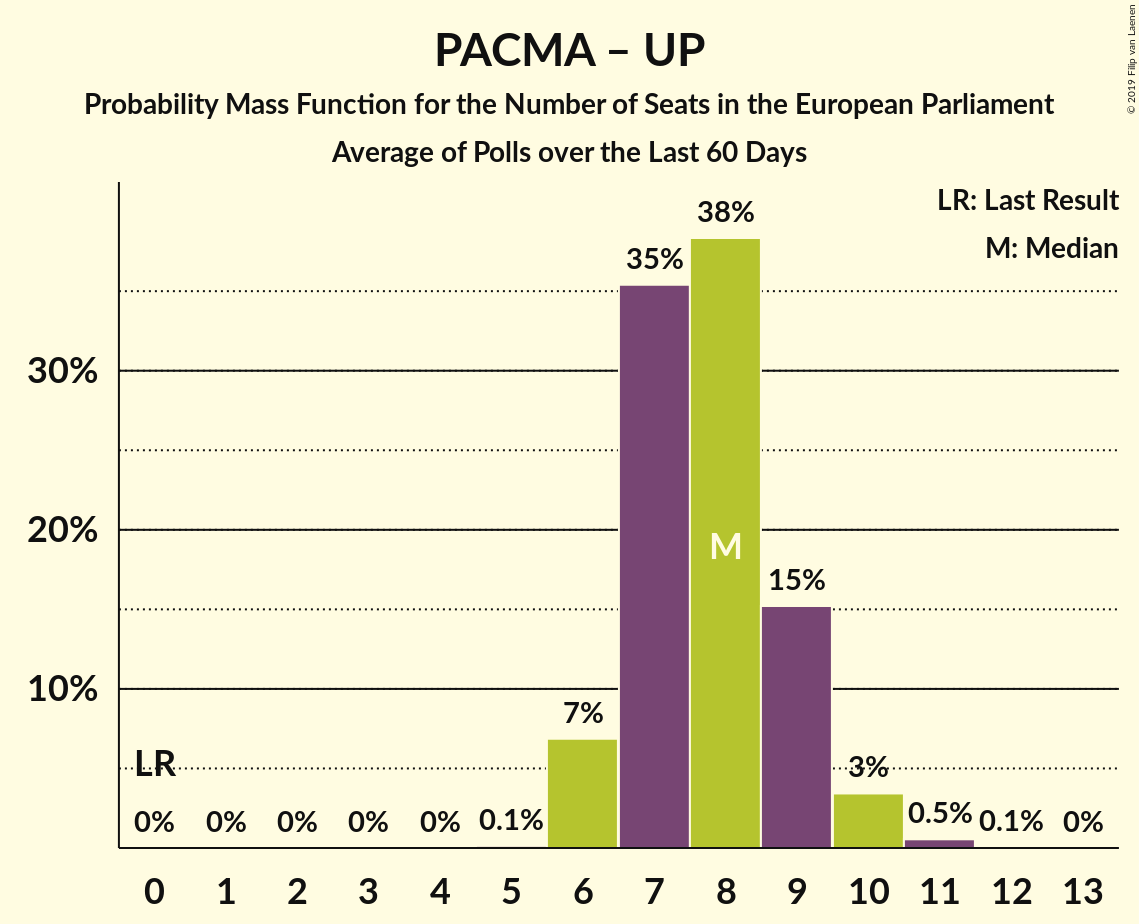 PACMA – UP
Probability Mass Function for the Number of Seats in the European Parliament
Average of Polls over the Last 60 Days
© 2019 Filip van Laenen
LR: Last Result
M: Median
38%
35%
30%
20%
M
15%
10%
7%
LR
3%
0% 0% 0% 0% 0% 0.1% 0.5% 0.1% 0%
0 1 2 3 4 5 6 7 8 9 10 11 12 13